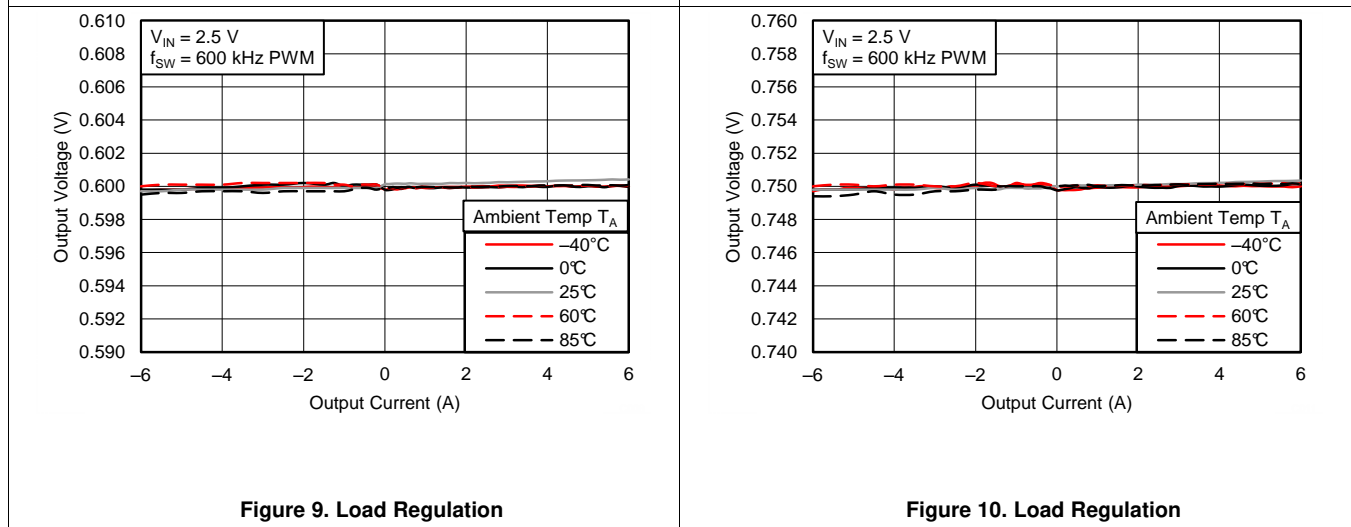 0.610
0.608
0.606
0.604
0.602
0.600
0.598
0.596
0.594
0.592
0.590
Output Voltage (V)
V_IN = 2.5 V
f_SW = 600 kHz PWM
Ambient Temp T_A
–40°C
0℃
25℃
60℃
85℃
–6 –4 –2 0 2 4 6
Output Current (A)
Figure 9. Load Regulation
0.760
0.758
0.756
0.754
0.752
0.750
0.748
0.746
0.744
0.742
0.740
Output Voltage (V)
V_IN = 2.5 V
f_SW = 600 kHz PWM
Ambient Temp T_A
–40°C
0℃
25℃
60℃
85℃
–6 –4 –2 0 2 4 6
Output Current (A)
Figure 10. Load Regulation